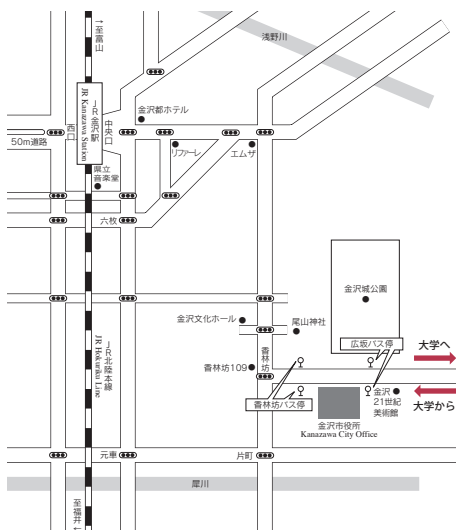 ↑至富山
浅野川
JR金沢駅
JR Kanazawa Station
中央口
西口
金沢都ホテル
50m道路
リファーレ
エムザ
県立
音楽堂
六枚
金沢城公園
金沢文化ホール
尾山神社
広坂バス停
大学へ
JR北陸本線
JR Hokuriku Line
香林坊
香林坊109
金沢
21世紀
美術館
大学から
香林坊バス停
金沢市役所
Kanazawa City Office
元車
片町
犀川
至福井↓